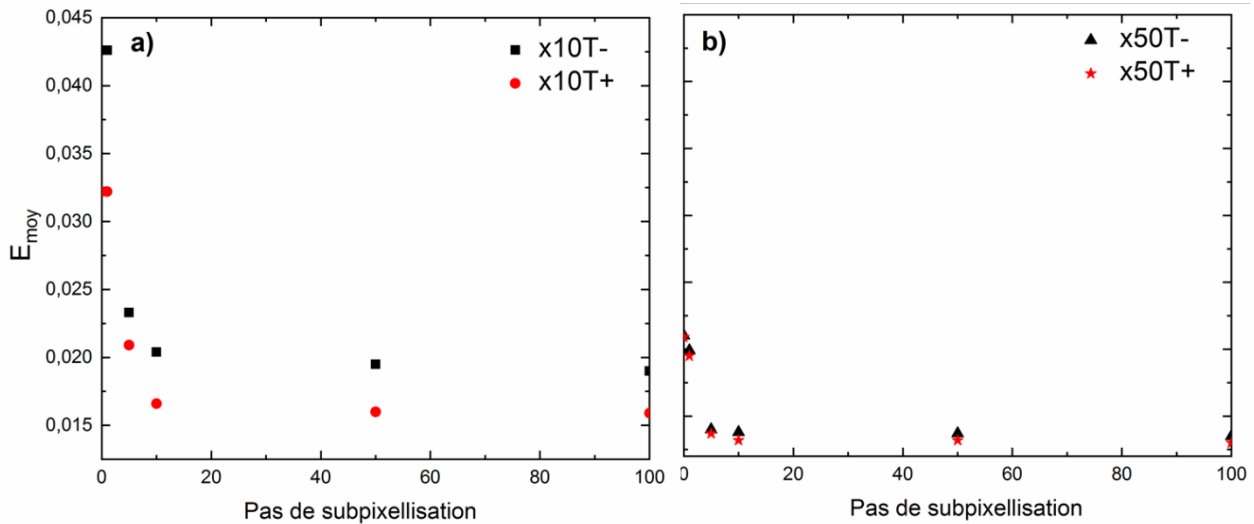 a)
x10T-
x10T+
0,045
0,040
0,035
0,030
0,025
0,020
0,015
E_moy
0 20 40 60 80 100
Pas de subpixellisation
b)
x50T-
x50T+
0 20 40 60 80 100
Pas de subpixellisation